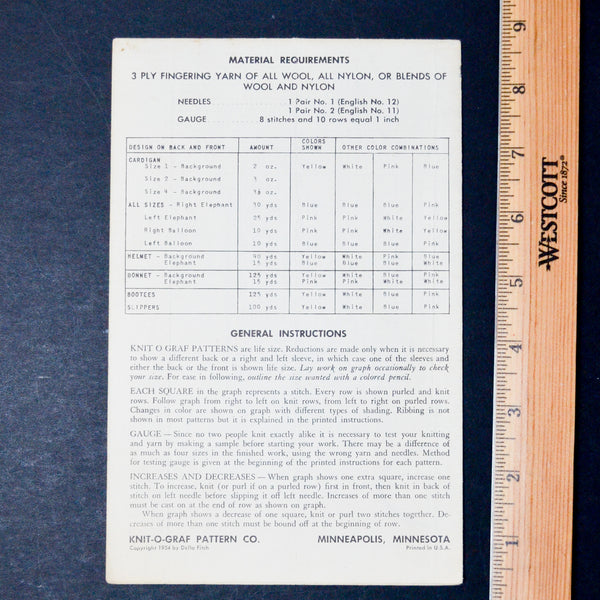 MATERIAL REQUIREMENTS
3 PLY FINGERING YARN OF ALL WOOL, ALL NYLON, OR BLENDS OF
WOOL AND NYLON
NEEDLES 1 Pair No. 1 (English No. 12)
1 Pair No. 2 (English No. 11)
GAUGE 8 stitches and 10 rows equal 1 inch
DESIGN ON BACK AND FRONT AMOUNT COLORS SHOWN OTHER COLOR COMBINATIONS
CARDIGAN
Size 1 - Background 2 oz. Yellow White Pink Blue
Size 2 - Background 3 oz.
Size 4 - Background 3½ oz.
ALL SIZES - Right Elephant 30 yds Blue Blue Blue Pink
Left Elephant 25 yds Pink Pink White Yellow
Right Balloon 10 yds Pink Pink White Yellow
Left Balloon 10 yds Blue Blue Blue Pink
HELMET - Background 90 yds Yellow White Pink Blue
Elephant 15 yds Blue Blue Blue White
BONNET - Background 125 yds Yellow White Pink Blue
Elephant 15 yds Pink Pink White White
BOOTEES 125 yds Yellow White Pink Blue
SLIPPERS 100 yds Yellow White Pink Blue
GENERAL INSTRUCTIONS
KNIT O GRAF PATTERNS are life size. Reductions are made only when it is necessary
to show a different back or a right and left sleeve, in which case one of the sleeves and
either the back or the front is shown life size. Lay work on graph occasionally to check
your size. For ease in following, outline the size wanted with a colored pencil.
EACH SQUARE in the graph represents a stitch. Every row is shown purled and knit
rows. Follow graph from right to left on knit rows, from left to right on purled rows.
Changes in color are shown on graph with different types of shading. Ribbing is not
shown in most patterns but it is explained in the printed instructions.
GAUGE — Since no two people knit exactly alike it is necessary to test your knitting
and yarn by making a sample before starting your work. There may be a difference of
as much as four sizes in the finished work, using the wrong yarn and needles. Method
for testing gauge is given at the beginning of the printed instructions for each pattern.
INCREASES AND DECREASES — When graph shows one extra square, increase one
stitch. To increase, knit (or purl if on a purled row) first in front, then knit in back of
stitch on left needle before slipping it off left needle. Increases of more than one stitch
must be cast on at the end of row as shown on graph.
When graph shows a decrease of one square, knit or purl two stitches together. De-
creases of more than one stitch must be bound off at the beginning of row.
KNIT-O-GRAF PATTERN CO. MINNEAPOLIS, MINNESOTA
Copyright 1954 by Della Fitch Printed in U.S.A.
9
8
7
6
5
4
3
2
1
WESTCOTT®
Since 1872